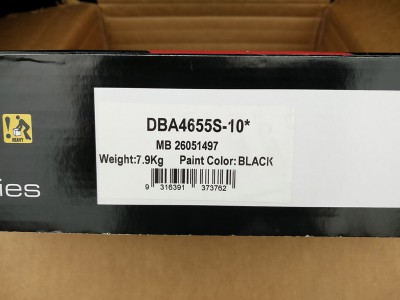 DBA4655S-10*
MB 26051497
Weight:7.9Kg Paint Color:BLACK
9 316391 373762
HEAVY
ies